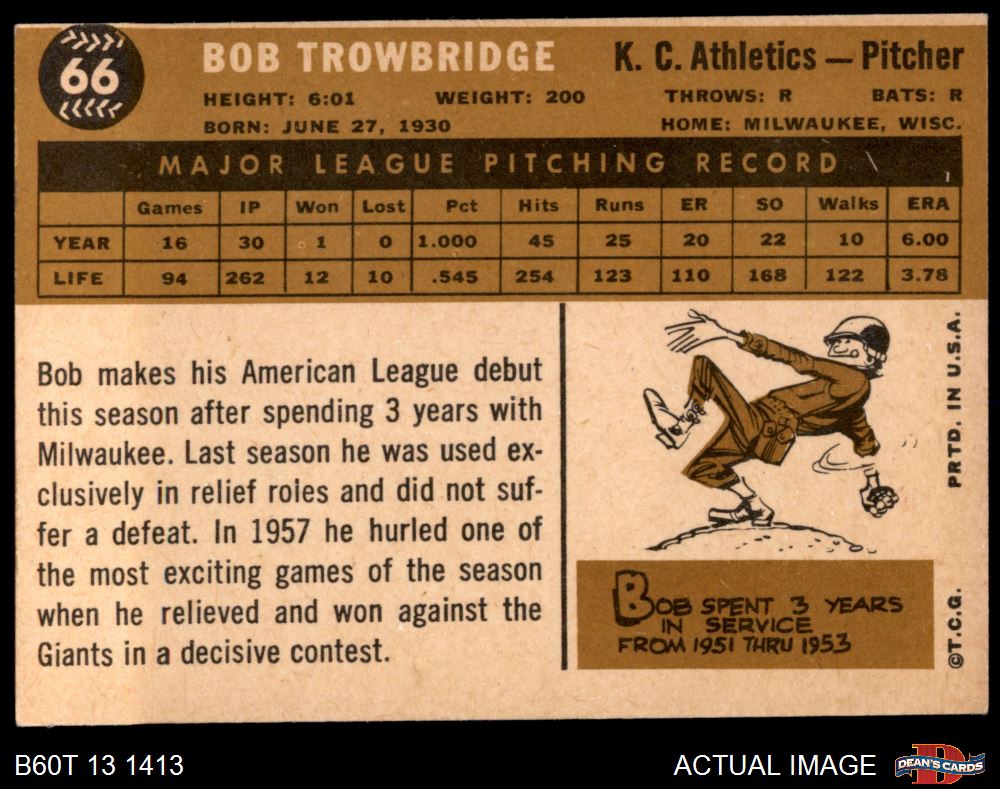 66
BOB TROWBRIDGE
K. C. Athletics — Pitcher
HEIGHT: 6:01 WEIGHT: 200 THROWS: R BATS: R
BORN: JUNE 27, 1930 HOME: MILWAUKEE, WISC.
MAJOR LEAGUE PITCHING RECORD
Games IP Won Lost Pct Hits Runs ER SO Walks ERA
YEAR 16 30 1 0 1.000 45 25 20 22 10 6.00
LIFE 94 262 12 10 .545 254 123 110 168 122 3.78
Bob makes his American League debut
this season after spending 3 years with
Milwaukee. Last season he was used ex-
clusively in relief roles and did not suf-
fer a defeat. In 1957 he hurled one of
the most exciting games of the season
when he relieved and won against the
Giants in a decisive contest.
BOB SPENT 3 YEARS
IN SERVICE
FROM 1951 THRU 1953
©T.C.G. PRTD. IN U.S.A.
B60T 13 1413
ACTUAL IMAGE
D
DEAN'S CARDS